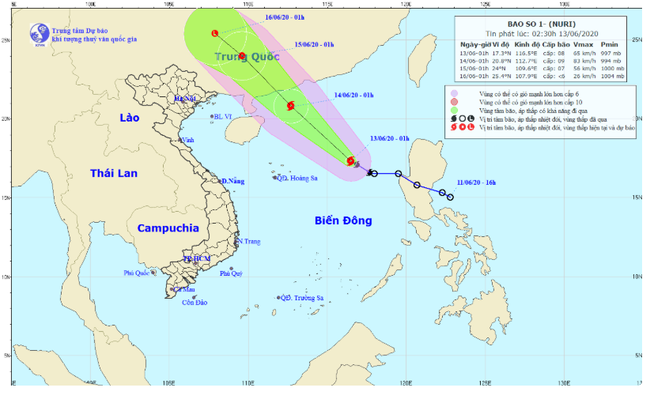 Trung tâm Dự báo
khí tượng thuỷ văn quốc gia
16/06/20 - 01h
15/06/20 - 01h
Trung Quốc
14/06/20 - 01h
13/06/20 - 01h
11/06/20 - 16h
BAO SO 1- (NURI)
Tin phát lúc: 02:30h 13/06/2020
Ngày-giờ Vĩ độ Kinh độ Cấp bão Vmax Pmin
13/06-01h 17.3°N 116.5°E cấp: 08 65 km/h 997 mb
14/06-01h 20.8°N 112.7°E cấp: 09 83 km/h 994 mb
15/06-01h 24°N 109.6°E cấp: 07 56 km/h 1000 mb
16/06-01h 25.4°N 107.9°E cấp: <6 26 km/h 1004 mb
Vùng có thể có gió mạnh lớn hơn cấp 6
Vùng có thể có gió mạnh lớn hơn cấp 10
Vùng tâm bão, áp thấp có khả năng đi qua
Vị trí tâm bão, áp thấp nhiệt đới, vùng thấp đã qua
Vị trí tâm bão, áp thấp nhiệt đới, vùng thấp hiện tại và dự báo
Hà Nội
BL Vĩ
Lào
Vinh
Thái Lan
Đ.Nẵng
QĐ. Hoàng Sa
Biển Đông
Campuchia
N Trang
TP.HCM
Phú Quốc
Phú Quý
Cà Mau
Côn Đảo
QĐ. Trường Sa
25N
20N
15N
10N
5N
105E
110E
115E
120E
125E
130E